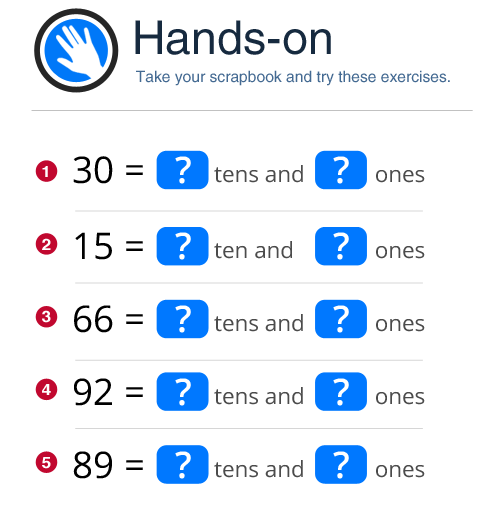 Hands-on
Take your scrapbook and try these exercises.
1 30 = ? tens and ? ones
2 15 = ? ten and ? ones
3 66 = ? tens and ? ones
4 92 = ? tens and ? ones
5 89 = ? tens and ? ones